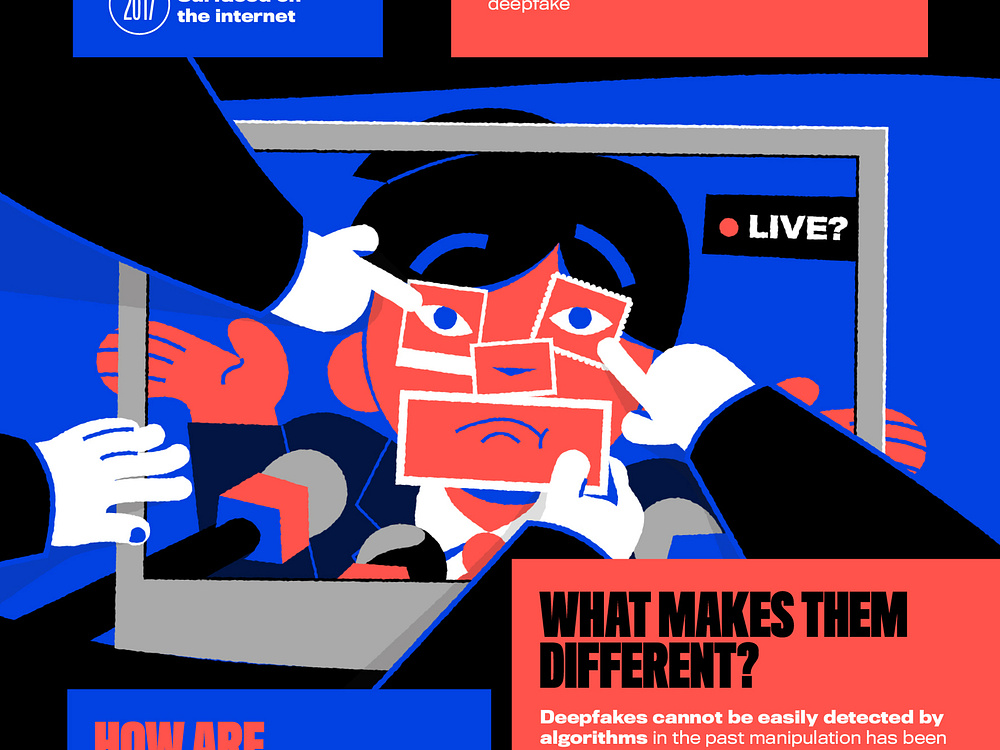 2017
the internet
deepfake
LIVE?
WHAT MAKES THEM
DIFFERENT?
Deepfakes cannot be easily detected by
algorithms in the past manipulation has been
HOW ARE